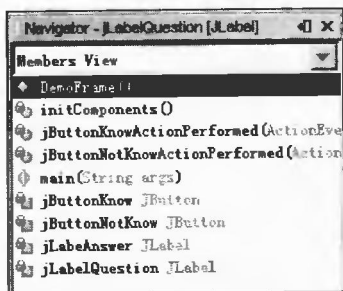 Navigator - jLabelQuestion [JLabel]
Members View
DemoFrame()
initComponents()
jButtonKnowActionPerformed(ActionEve
jButtonNotKnowActionPerformed(Action
main(String args)
jButtonKnow JButton
jButtonNotKnow JButton
jLabeAnswer JLabel
jLabelQuestion JLabel